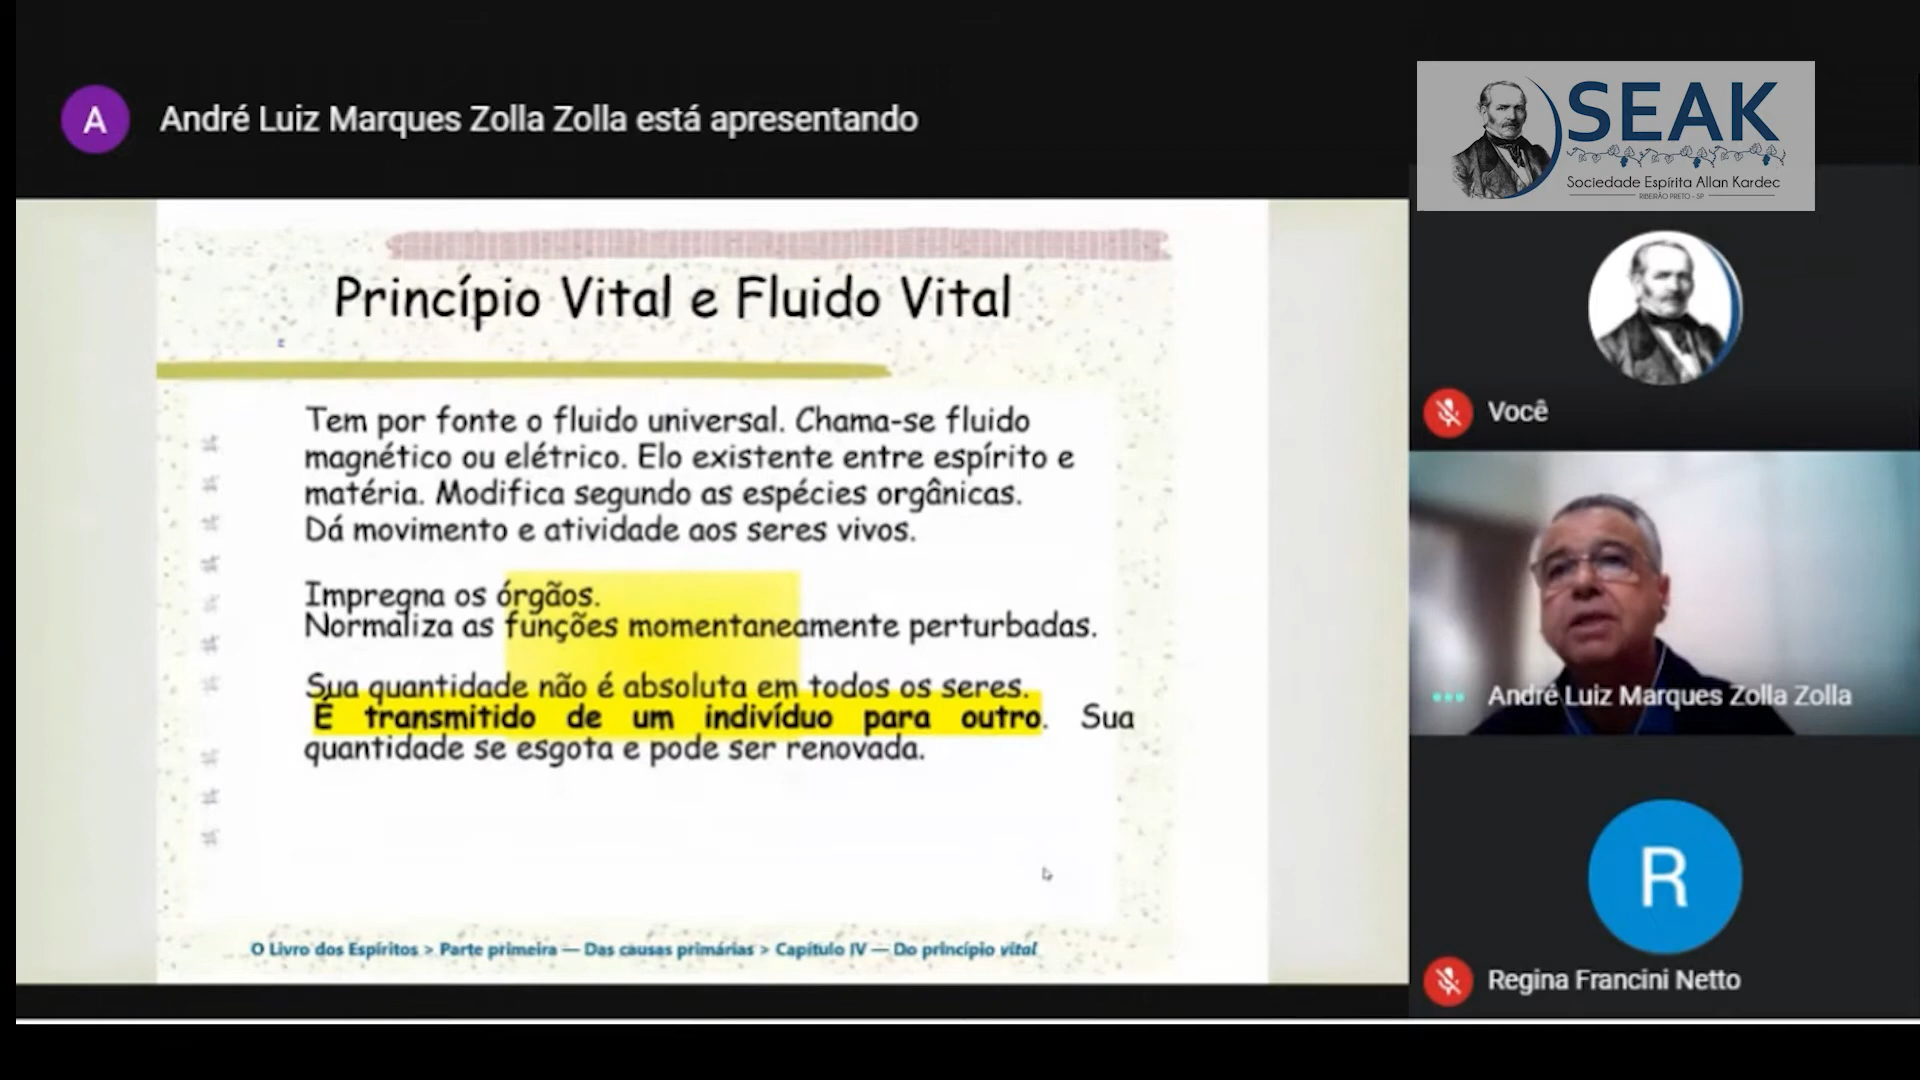 A
André Luiz Marques Zolla Zolla está apresentando
SEAK
Sociedade Espírita Allan Kardec
RIBEIRÃO PRETO - SP
Princípio Vital e Fluido Vital
Tem por fonte o fluido universal. Chama-se fluido
magnético ou elétrico. Elo existente entre espírito e
matéria. Modifica segundo as espécies orgânicas.
Dá movimento e atividade aos seres vivos.
Impregna os órgãos.
Normaliza as funções momentaneamente perturbadas.
Sua quantidade não é absoluta em todos os seres.
É transmitido de um indivíduo para outro. Sua
quantidade se esgota e pode ser renovada.
O Livro dos Espíritos > Parte primeira — Das causas primárias > Capítulo IV — Do princípio vital
Você
André Luiz Marques Zolla Zolla
R
Regina Francini Netto